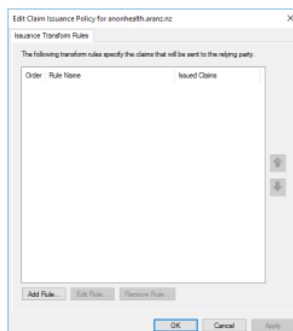 Edit Claim Issuance Policy for anonhealth.aranz.nz
Issuance Transform Rules
The following transform rules specify the claims that will be sent to the relying party.
Order Rule Name Issued Claims
Add Rule... Edit Rule... Remove Rule...
OK Cancel Apply